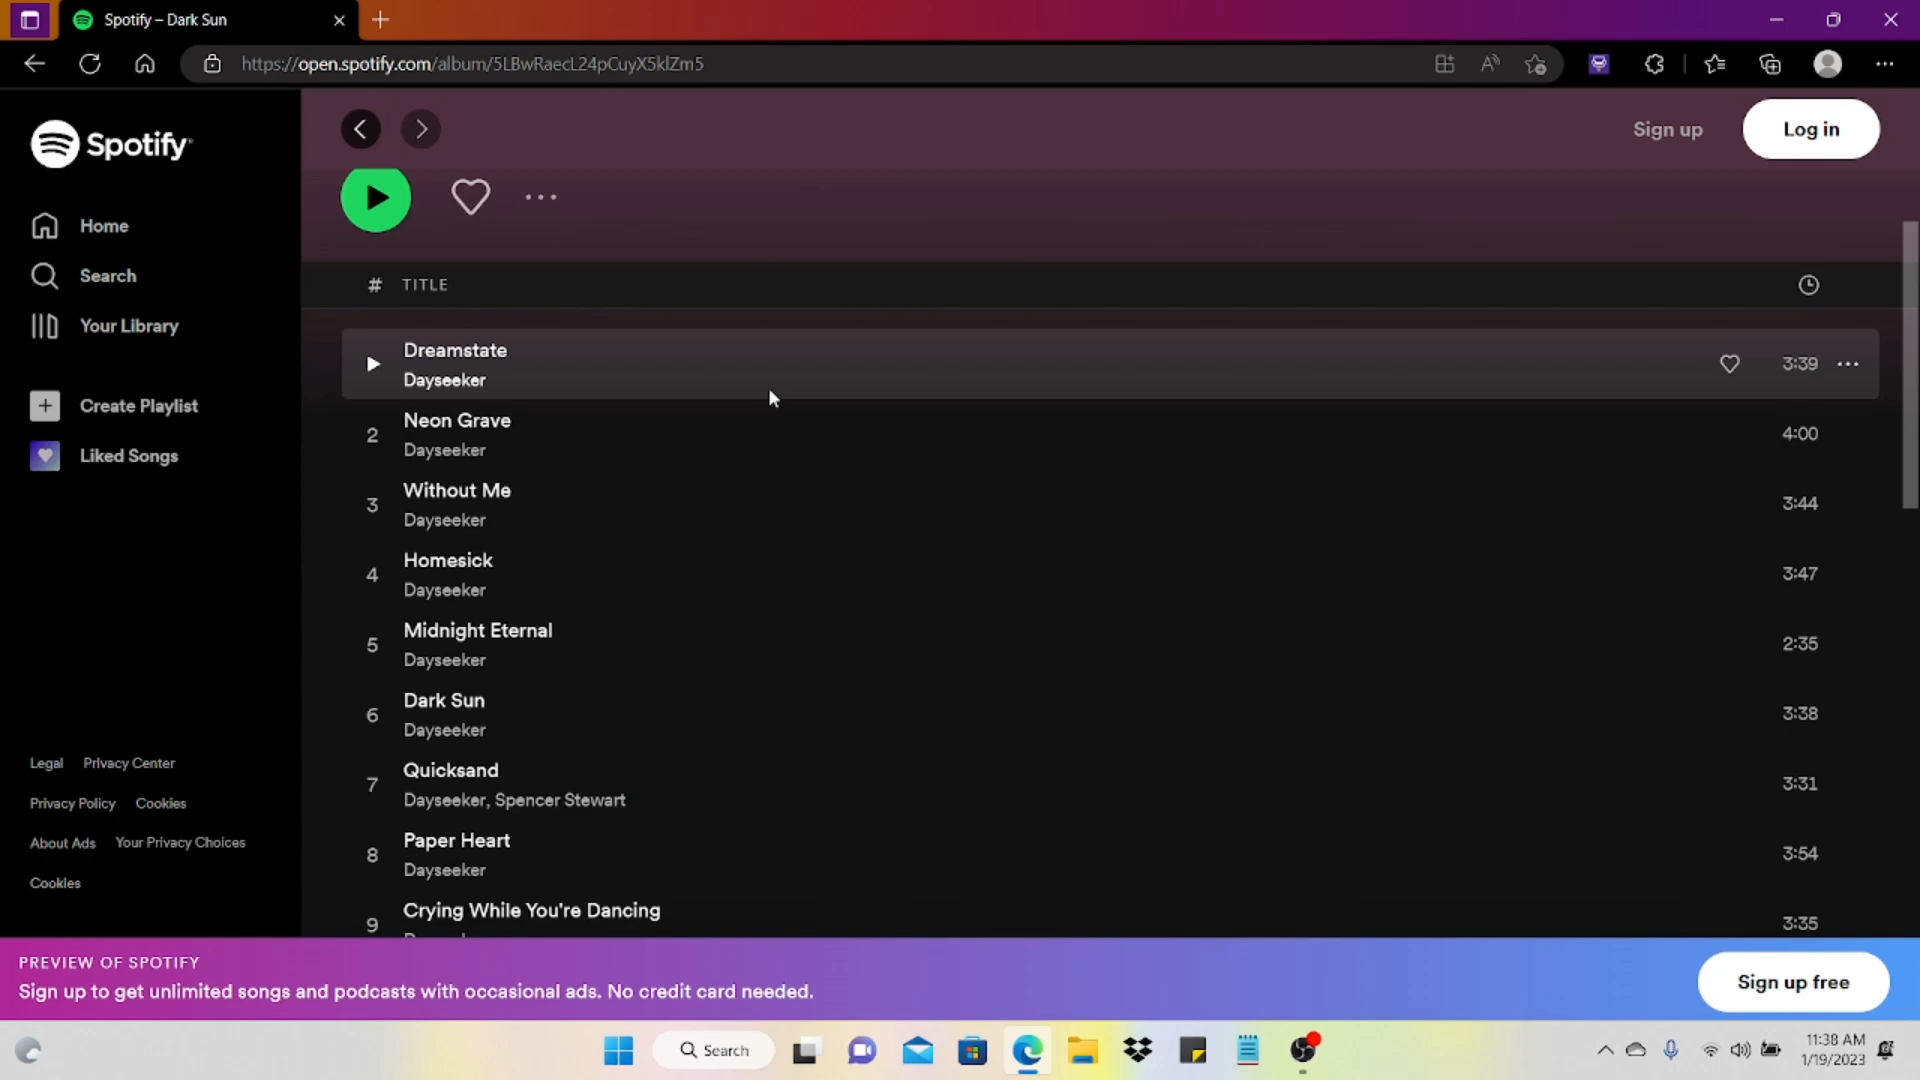 Spotify – Dark Sun
https://open.spotify.com/album/5LBwRaecL24pCuyX5klZm5
Spotify
Sign up
Log in
Home
Search
Your Library
Create Playlist
Liked Songs
# TITLE
Dreamstate
Dayseeker
3:39
2
Neon Grave
Dayseeker
4:00
3
Without Me
Dayseeker
3:44
4
Homesick
Dayseeker
3:47
5
Midnight Eternal
Dayseeker
2:35
6
Dark Sun
Dayseeker
3:38
7
Quicksand
Dayseeker, Spencer Stewart
3:31
8
Paper Heart
Dayseeker
3:54
9
Crying While You're Dancing
3:35
Legal Privacy Center
Privacy Policy Cookies
About Ads Your Privacy Choices
Cookies
PREVIEW OF SPOTIFY
Sign up to get unlimited songs and podcasts with occasional ads. No credit card needed.
Sign up free
Search
11:38 AM
1/19/2023